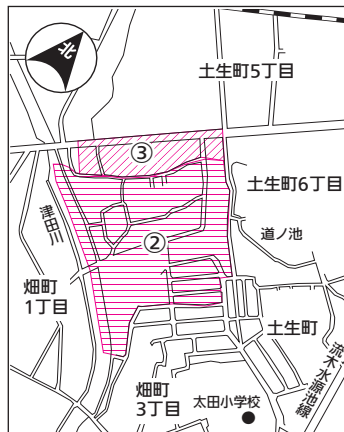 北
土生町5丁目
③
土生町6丁目
津田川
道ノ池
②
畑町
1丁目
土生町
畑町
3丁目
太田小学校
流木水源池線